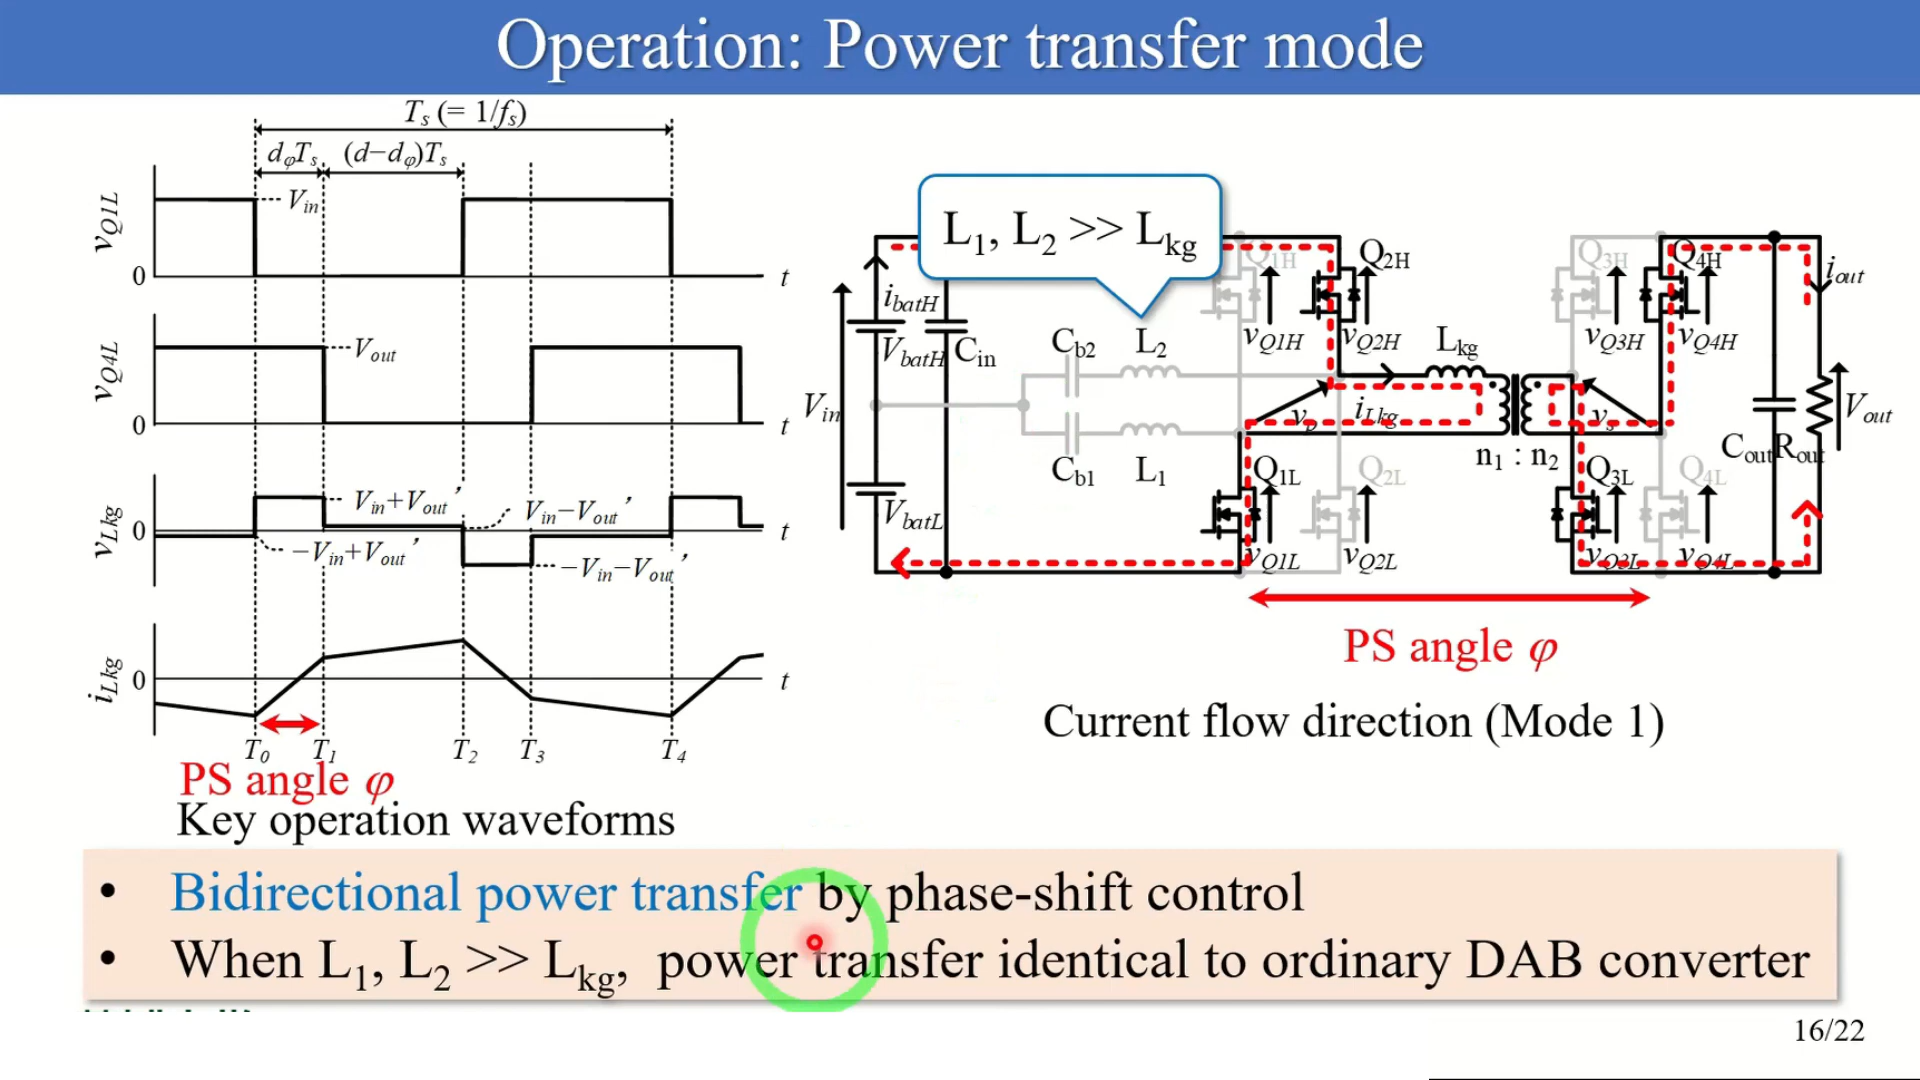 Operation: Power transfer mode
Ts (= 1/fs)
dφTs (d−dφ)Ts
vQ1L
Vin
0
t
vQ4L
Vout
0
t
vLkg
Vin+Vout′
Vin−Vout′
0
t
−Vin+Vout′
−Vin−Vout′
iLkg
0
t
T0 T1 T2 T3 T4
PS angle φ
Key operation waveforms
L1, L2 >> Lkg
Q1H Q2H Q3H Q4H
iout
ibatH
vQ1H vQ2H vQ3H vQ4H
VbatH Cin Cb2 L2 Lkg
Vin
vp iLkg vs
Vout
Cout Rout
n1 : n2
Cb1 L1
Q1L Q2L Q3L Q4L
VbatL
vQ1L vQ2L vQ3L vQ4L
PS angle φ
Current flow direction (Mode 1)
• Bidirectional power transfer by phase-shift control
• When L1, L2 >> Lkg, power transfer identical to ordinary DAB converter
16/22